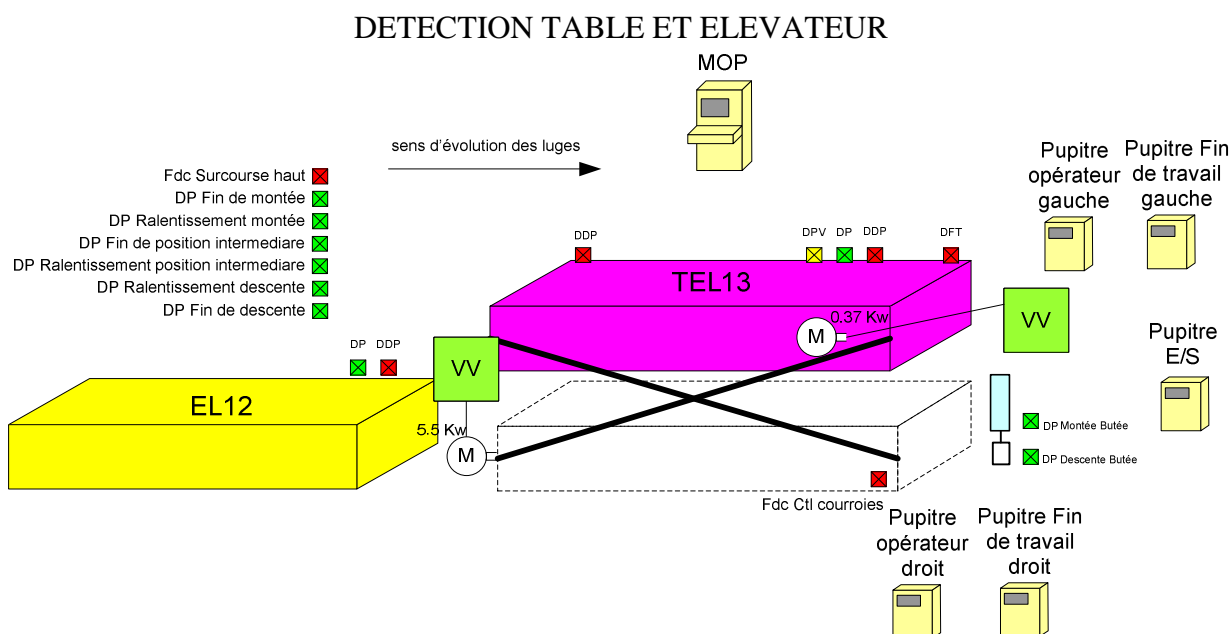 DETECTION TABLE ET ELEVATEUR
MOP
sens d'évolution des luges
Pupitre
opérateur
gauche
Pupitre Fin
de travail
gauche
Fdc Surcourse haut
DP Fin de montée
DP Ralentissement montée
DP Fin de position intermediare
DP Ralentissement position intermediare
DP Ralentissement descente
DP Fin de descente
DDP
DPV
DP
DDP
DFT
TEL13
0.37 Kw
M
VV
Pupitre
E/S
DP
DDP
VV
EL12
5.5 Kw
M
DP Montée Butée
DP Descente Butée
Fdc Ctl courroies
Pupitre
opérateur
droit
Pupitre Fin
de travail
droit